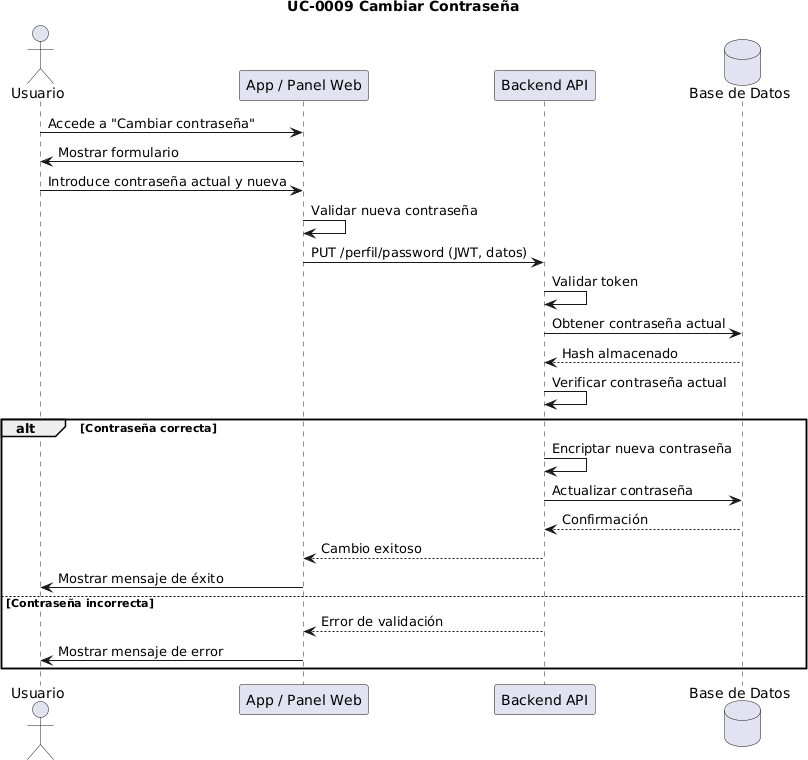 UC-0009 Cambiar Contraseña
Usuario
App / Panel Web
Backend API
Base de Datos
Accede a "Cambiar contraseña"
Mostrar formulario
Introduce contraseña actual y nueva
Validar nueva contraseña
PUT /perfil/password (JWT, datos)
Validar token
Obtener contraseña actual
Hash almacenado
Verificar contraseña actual
alt
[Contraseña correcta]
Encriptar nueva contraseña
Actualizar contraseña
Confirmación
Cambio exitoso
Mostrar mensaje de éxito
[Contraseña incorrecta]
Error de validación
Mostrar mensaje de error
Usuario
App / Panel Web
Backend API
Base de Datos